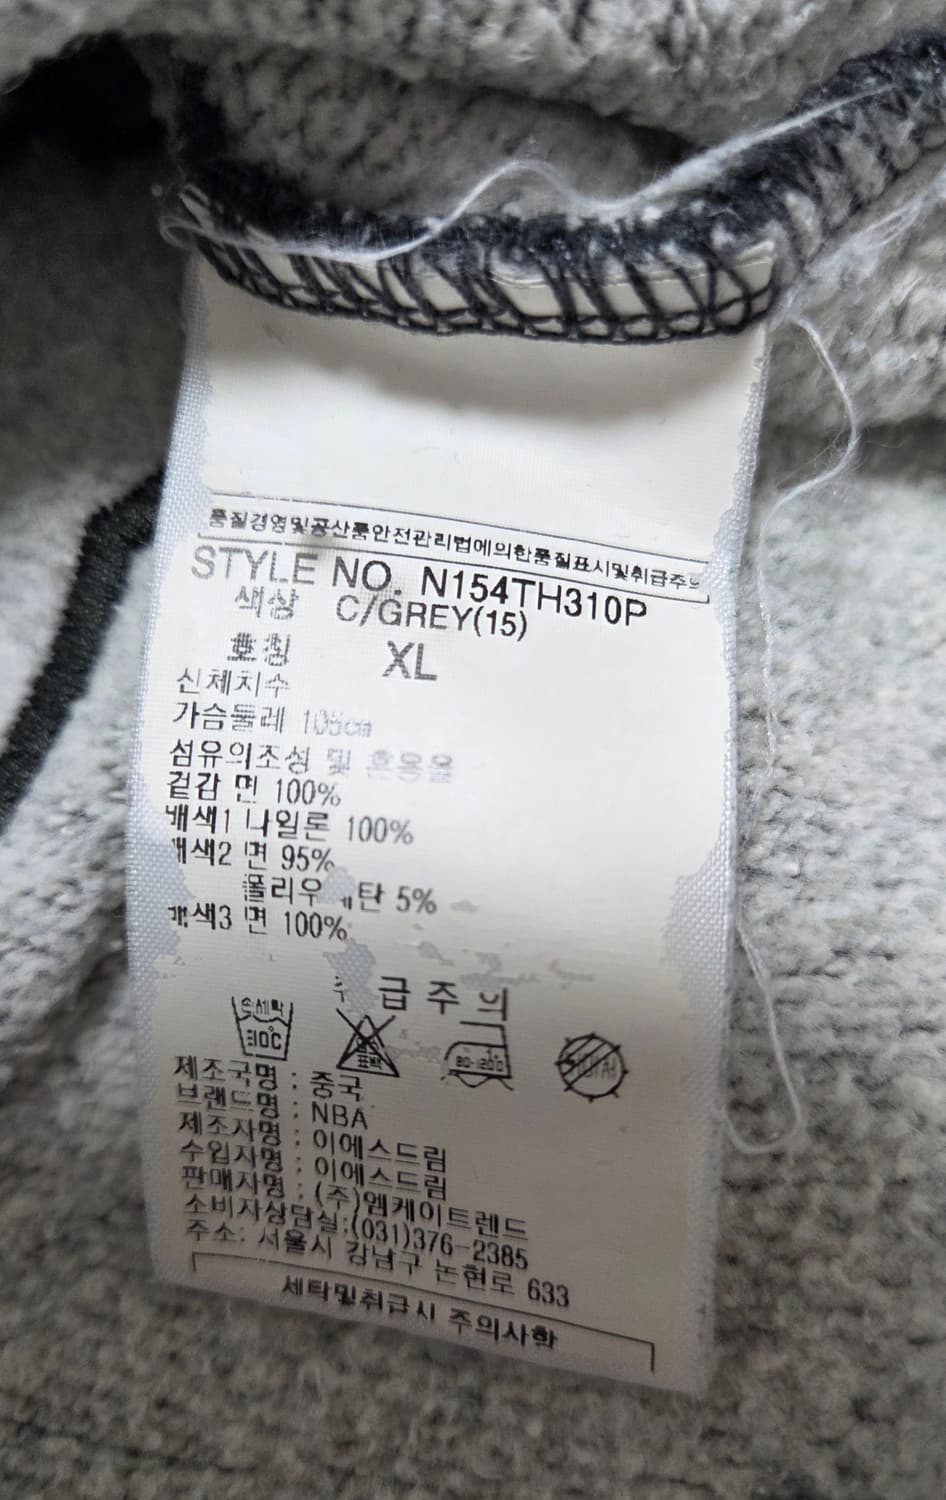 품질경영및공산품안전관리법에의한품질표시및취급주의
STYLE NO. N154TH310P
색상 C/GREY(15)
호칭 XL
신체치수
가슴둘레 105cm
섬유의조성 및 혼용율
겉감 면 100%
배색1 나일론 100%
배색2 면 95%
폴리우레탄 5%
배색3 면 100%
취급주의
손세탁
30℃
표백
80-120℃
제조국명 : 중국
브랜드명 : NBA
제조자명 : 이에스드림
수입자명 : 이에스드림
판매자명 : (주)엠케이트렌드
소비자상담실:(031)376-2385
주소: 서울시 강남구 논현로 633
세탁및취급시 주의사항